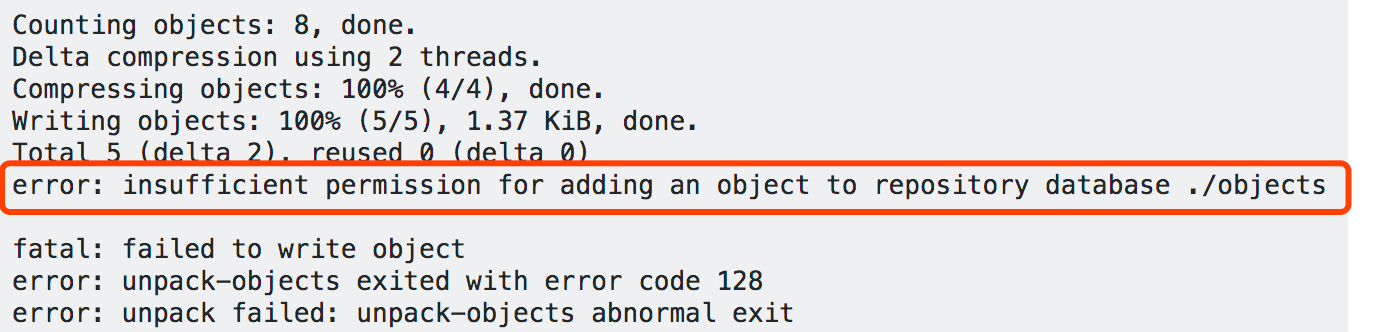 Counting objects: 8, done.
Delta compression using 2 threads.
Compressing objects: 100% (4/4), done.
Writing objects: 100% (5/5), 1.37 KiB, done.
Total 5 (delta 2), reused 0 (delta 0)
error: insufficient permission for adding an object to repository database ./objects
fatal: failed to write object
error: unpack-objects exited with error code 128
error: unpack failed: unpack-objects abnormal exit